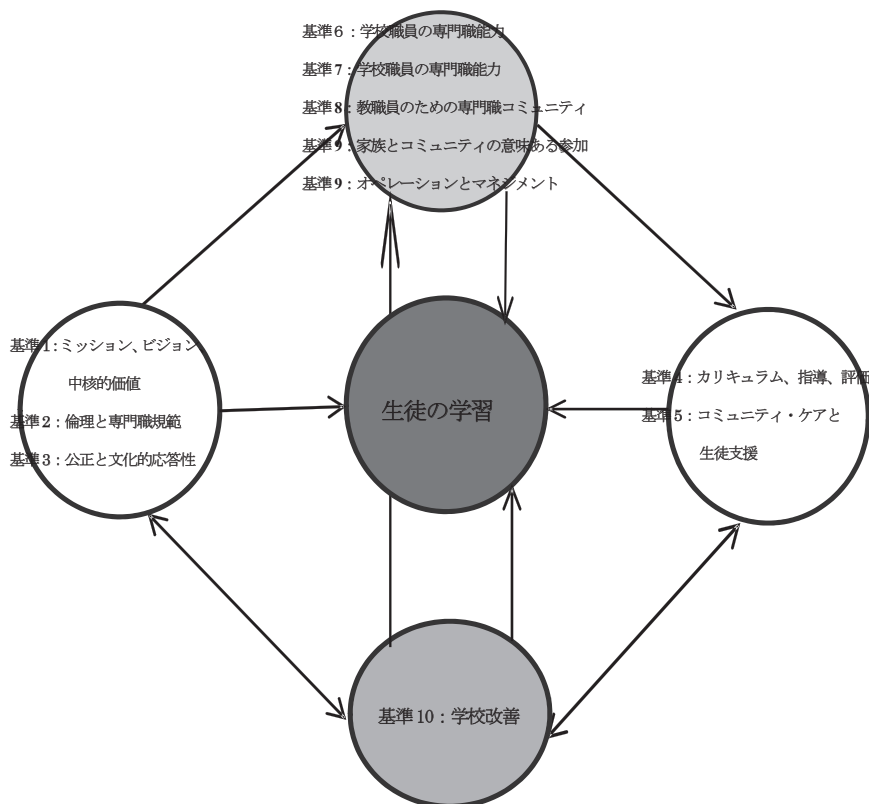 基準6：学校職員の専門職能力
基準7：学校職員の専門職能力
基準8：教職員のための専門職コミュニティ
基準9：家族とコミュニティの意味ある参加
基準9：オペレーションとマネジメント
基準1：ミッション、ビジョン
中核的価値
基準2：倫理と専門職規範
基準3：公正と文化的応答性
生徒の学習
基準4：カリキュラム、指導、評価
基準5：コミュニティ・ケアと
生徒支援
基準10：学校改善